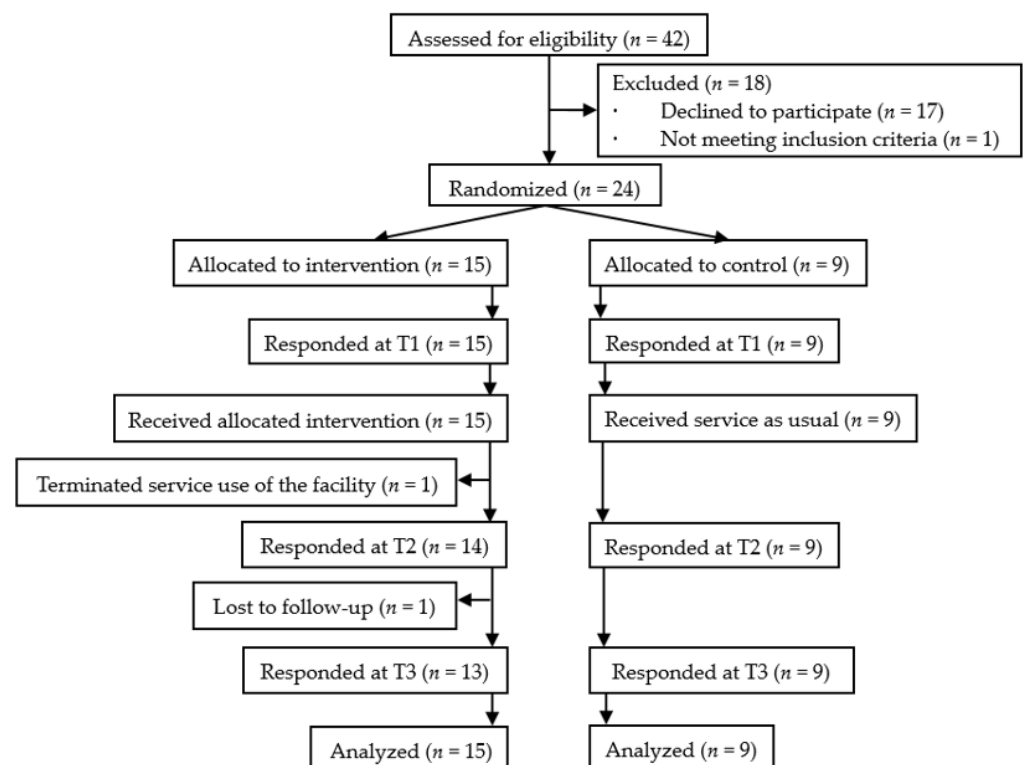 Assessed for eligibility (n = 42)
Excluded (n = 18)
· Declined to participate (n = 17)
· Not meeting inclusion criteria (n = 1)
Randomized (n = 24)
Allocated to intervention (n = 15)
Allocated to control (n = 9)
Responded at T1 (n = 15)
Responded at T1 (n = 9)
Received allocated intervention (n = 15)
Received service as usual (n = 9)
Terminated service use of the facility (n = 1)
Responded at T2 (n = 14)
Responded at T2 (n = 9)
Lost to follow-up (n = 1)
Responded at T3 (n = 13)
Responded at T3 (n = 9)
Analyzed (n = 15)
Analyzed (n = 9)